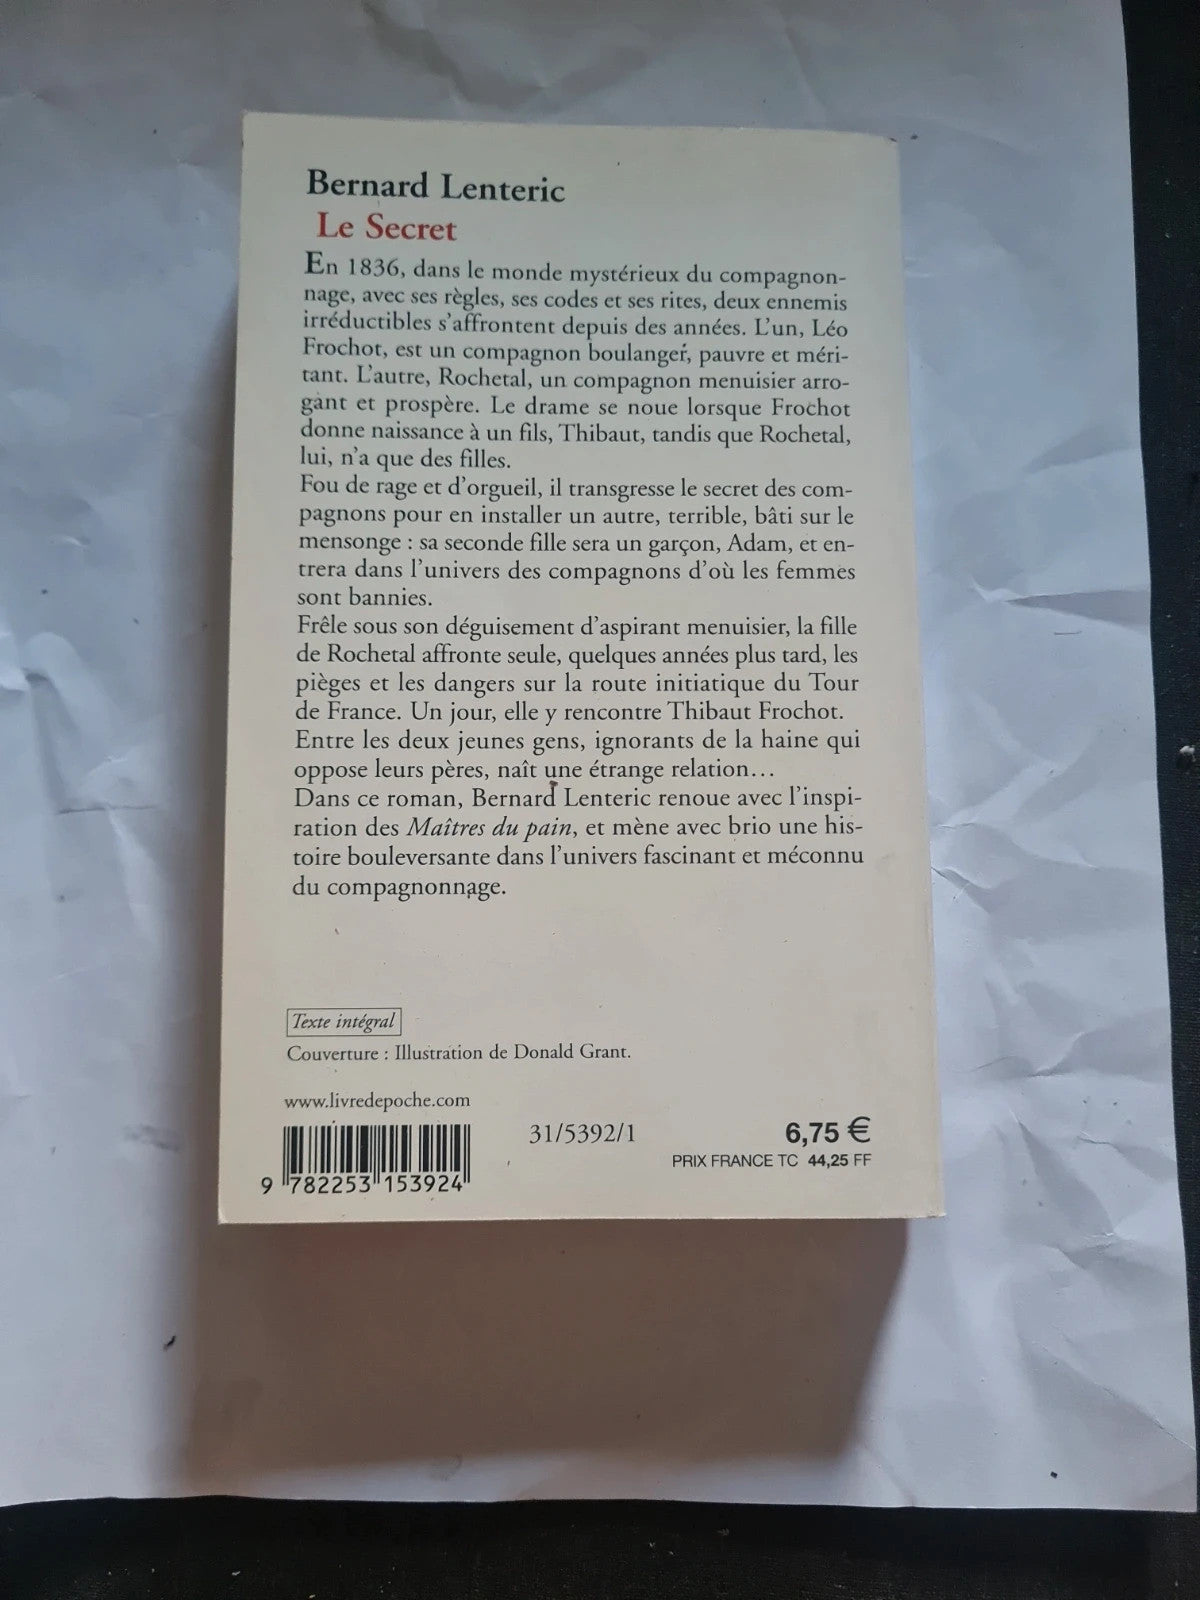 Bernard Lenteric
Le Secret
En 1836, dans le monde mystérieux du compagnon-
nage, avec ses règles, ses codes et ses rites, deux ennemis
irréductibles s'affrontent depuis des années. L'un, Léo
Frochot, est un compagnon boulanger, pauvre et méri-
tant. L'autre, Rochetal, un compagnon menuisier arro-
gant et prospère. Le drame se noue lorsque Frochot
donne naissance à un fils, Thibaut, tandis que Rochetal,
lui, n'a que des filles.
Fou de rage et d'orgueil, il transgresse le secret des com-
pagnons pour en installer un autre, terrible, bâti sur le
mensonge : sa seconde fille sera un garçon, Adam, et en-
trera dans l'univers des compagnons d'où les femmes
sont bannies.
Frêle sous son déguisement d'aspirant menuisier, la fille
de Rochetal affronte seule, quelques années plus tard, les
pièges et les dangers sur la route initiatique du Tour
de France. Un jour, elle y rencontre Thibaut Frochot.
Entre les deux jeunes gens, ignorants de la haine qui
oppose leurs pères, naît une étrange relation...
Dans ce roman, Bernard Lenteric renoue avec l'inspi-
ration des Maîtres du pain, et mène avec brio une his-
toire bouleversante dans l'univers fascinant et méconnu
du compagnonnage.
Texte intégral
Couverture : Illustration de Donald Grant.
www.livredepoche.com
31/5392/1
6,75 €
PRIX FRANCE TC 44,25 FF
9 782253 153924